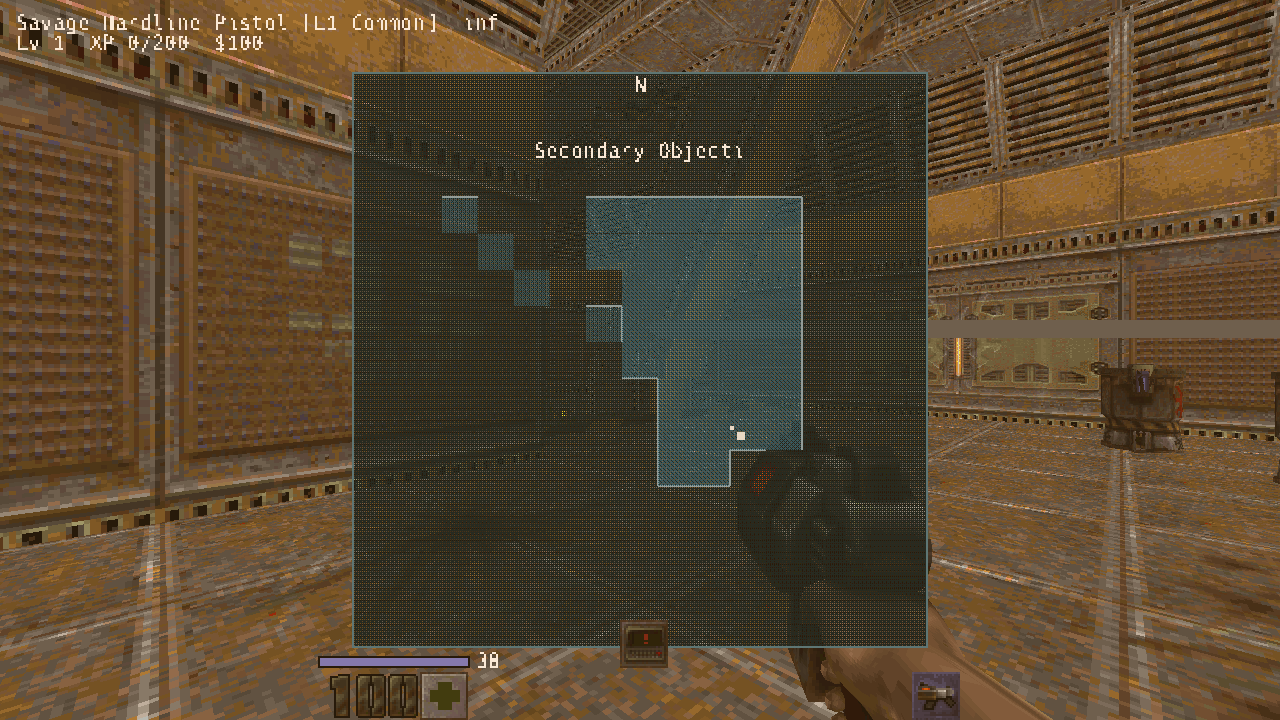 Savage Hardline Pistol [L1 Common] inf
Lv 1 XP 0/200 $100
N
Secondary Objecti
38
100